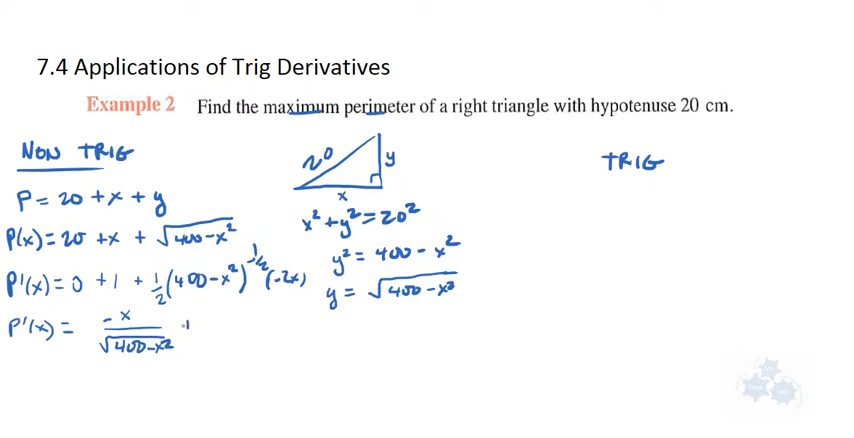 7.4 Applications of Trig Derivatives
Example 2 Find the maximum perimeter of a right triangle with hypotenuse 20 cm.
NON TRIG
P = 20 + x + y
P(x) = 20 + x + √(400 - x²)
P'(x) = 0 + 1 + 1/2 (400 - x²)^(-1/2) (-2x)
P'(x) = -x / √(400 - x²) +
20
y
x
x² + y² = 20²
y² = 400 - x²
y = √(400 - x²)
TRIG